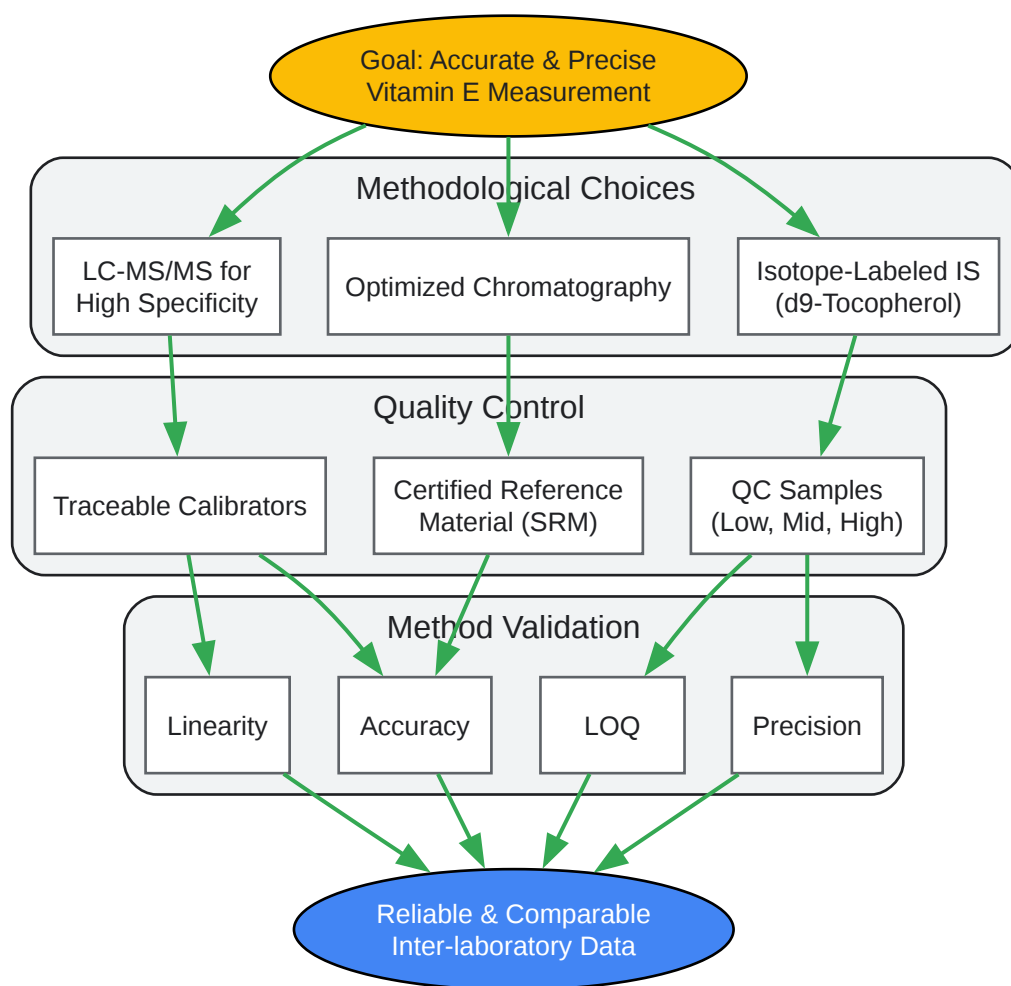 Goal: Accurate & Precise
Vitamin E Measurement
Methodological Choices
LC-MS/MS for
High Specificity
Optimized Chromatography
Isotope-Labeled IS
(d9-Tocopherol)
Quality Control
Traceable Calibrators
Certified Reference
Material (SRM)
QC Samples
(Low, Mid, High)
Method Validation
Linearity
Accuracy
LOQ
Precision
Reliable & Comparable
Inter-laboratory Data